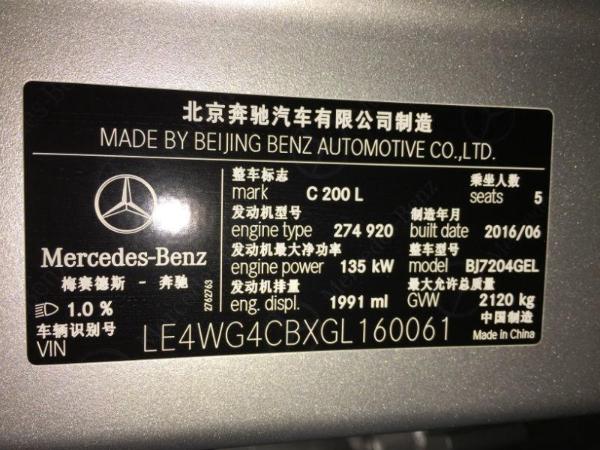 北京奔驰汽车有限公司制造
MADE BY BEIJING BENZ AUTOMOTIVE CO.,LTD.
Mercedes-Benz
梅赛德斯 - 奔驰
1.0 %
2762763
整车标志 乘坐人数
mark C 200 L seats 5
发动机型号 制造年月
engine type 274 920 built date 2016/06
发动机最大净功率 整车型号
engine power 135 kW model BJ7204GEL
发动机排量 最大允许总质量
eng. displ. 1991 ml GVW 2120 kg
车辆识别号 中国制造
VIN LE4WG4CBXGL160061 Made in China